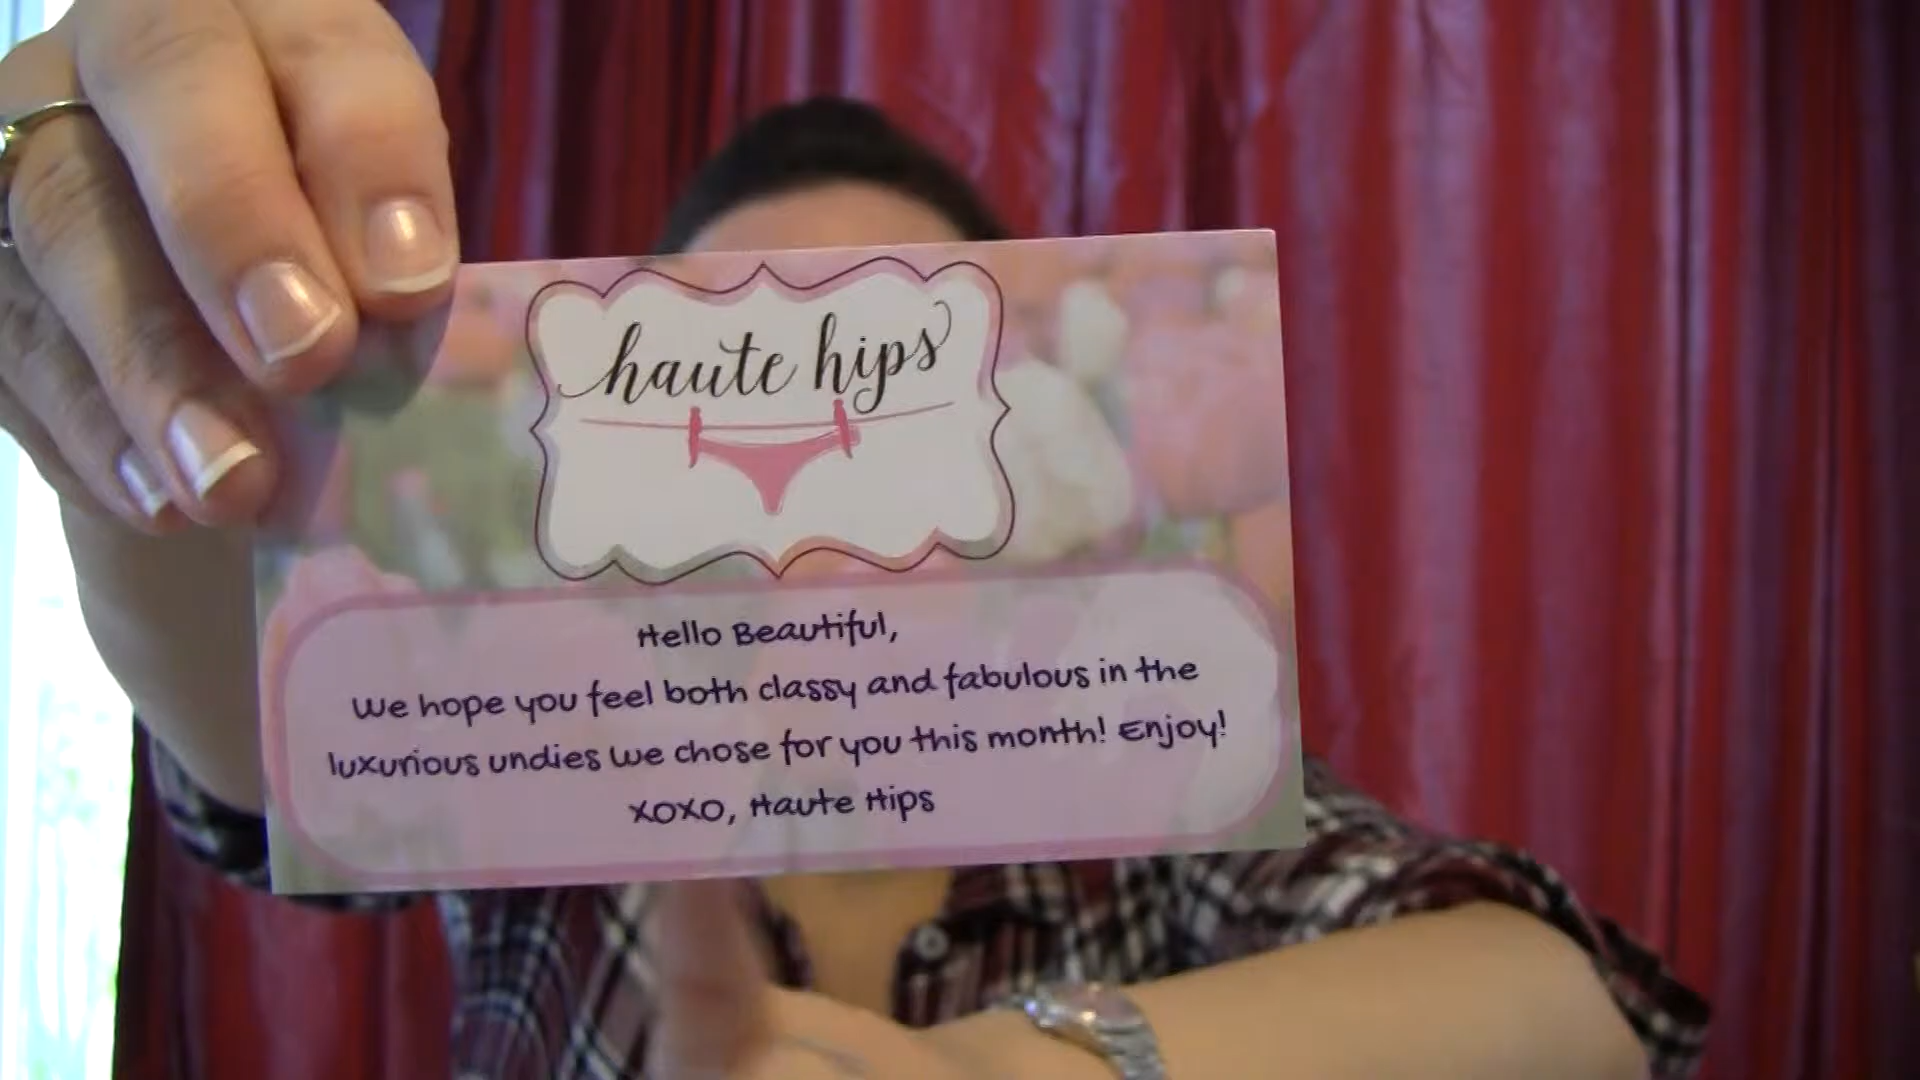 haute hips
Hello Beautiful,
We hope you feel both classy and fabulous in the
luxurious undies we chose for you this month! Enjoy!
XOXO, Haute Hips